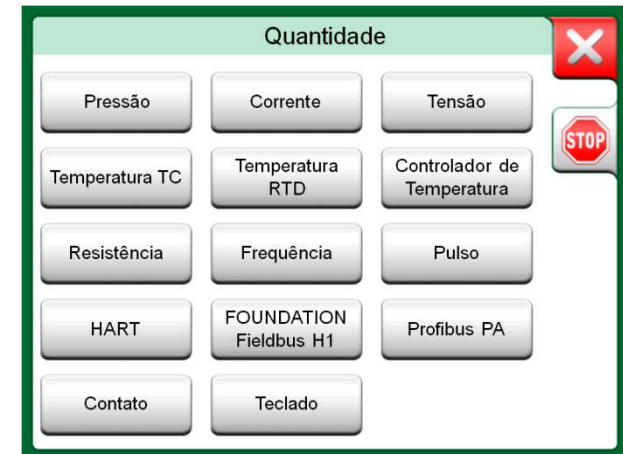 Quantidade
STOP
Pressão
Corrente
Tensão
Temperatura TC
Temperatura
RTD
Controlador de
Temperatura
Resistência
Frequência
Pulso
HART
FOUNDATION
Fieldbus H1
Profibus PA
Contato
Teclado